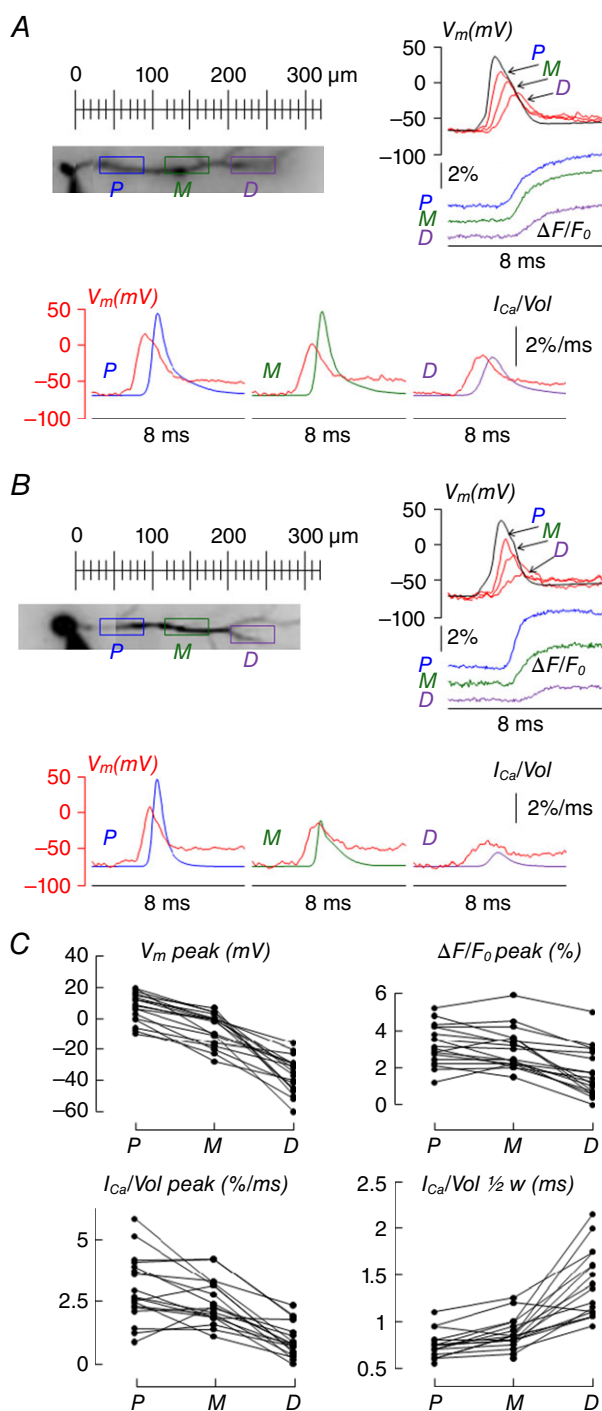 A
0 100 200 300 µm
P M D
Vm(mV)
50
0
−50
−100
P
M
D
2%
P
M
D
ΔF/F0
8 ms
Vm(mV)
50
0
−50
−100
P
M
D
ICa/Vol
2%/ms
8 ms 8 ms 8 ms
B
0 100 200 300 µm
P M D
Vm(mV)
50
0
−50
−100
P
M
D
2%
P
M
D
ΔF/F0
8 ms
Vm(mV)
50
0
−50
−100
P
M
D
ICa/Vol
2%/ms
8 ms 8 ms 8 ms
C
Vm peak (mV)
40
20
0
−20
−40
−60
P M D
ΔF/F0 peak (%)
6
4
2
0
P M D
ICa/Vol peak (%/ms)
5
2.5
0
P M D
ICa/Vol ½ w (ms)
2.5
2
1.5
1
0.5
P M D